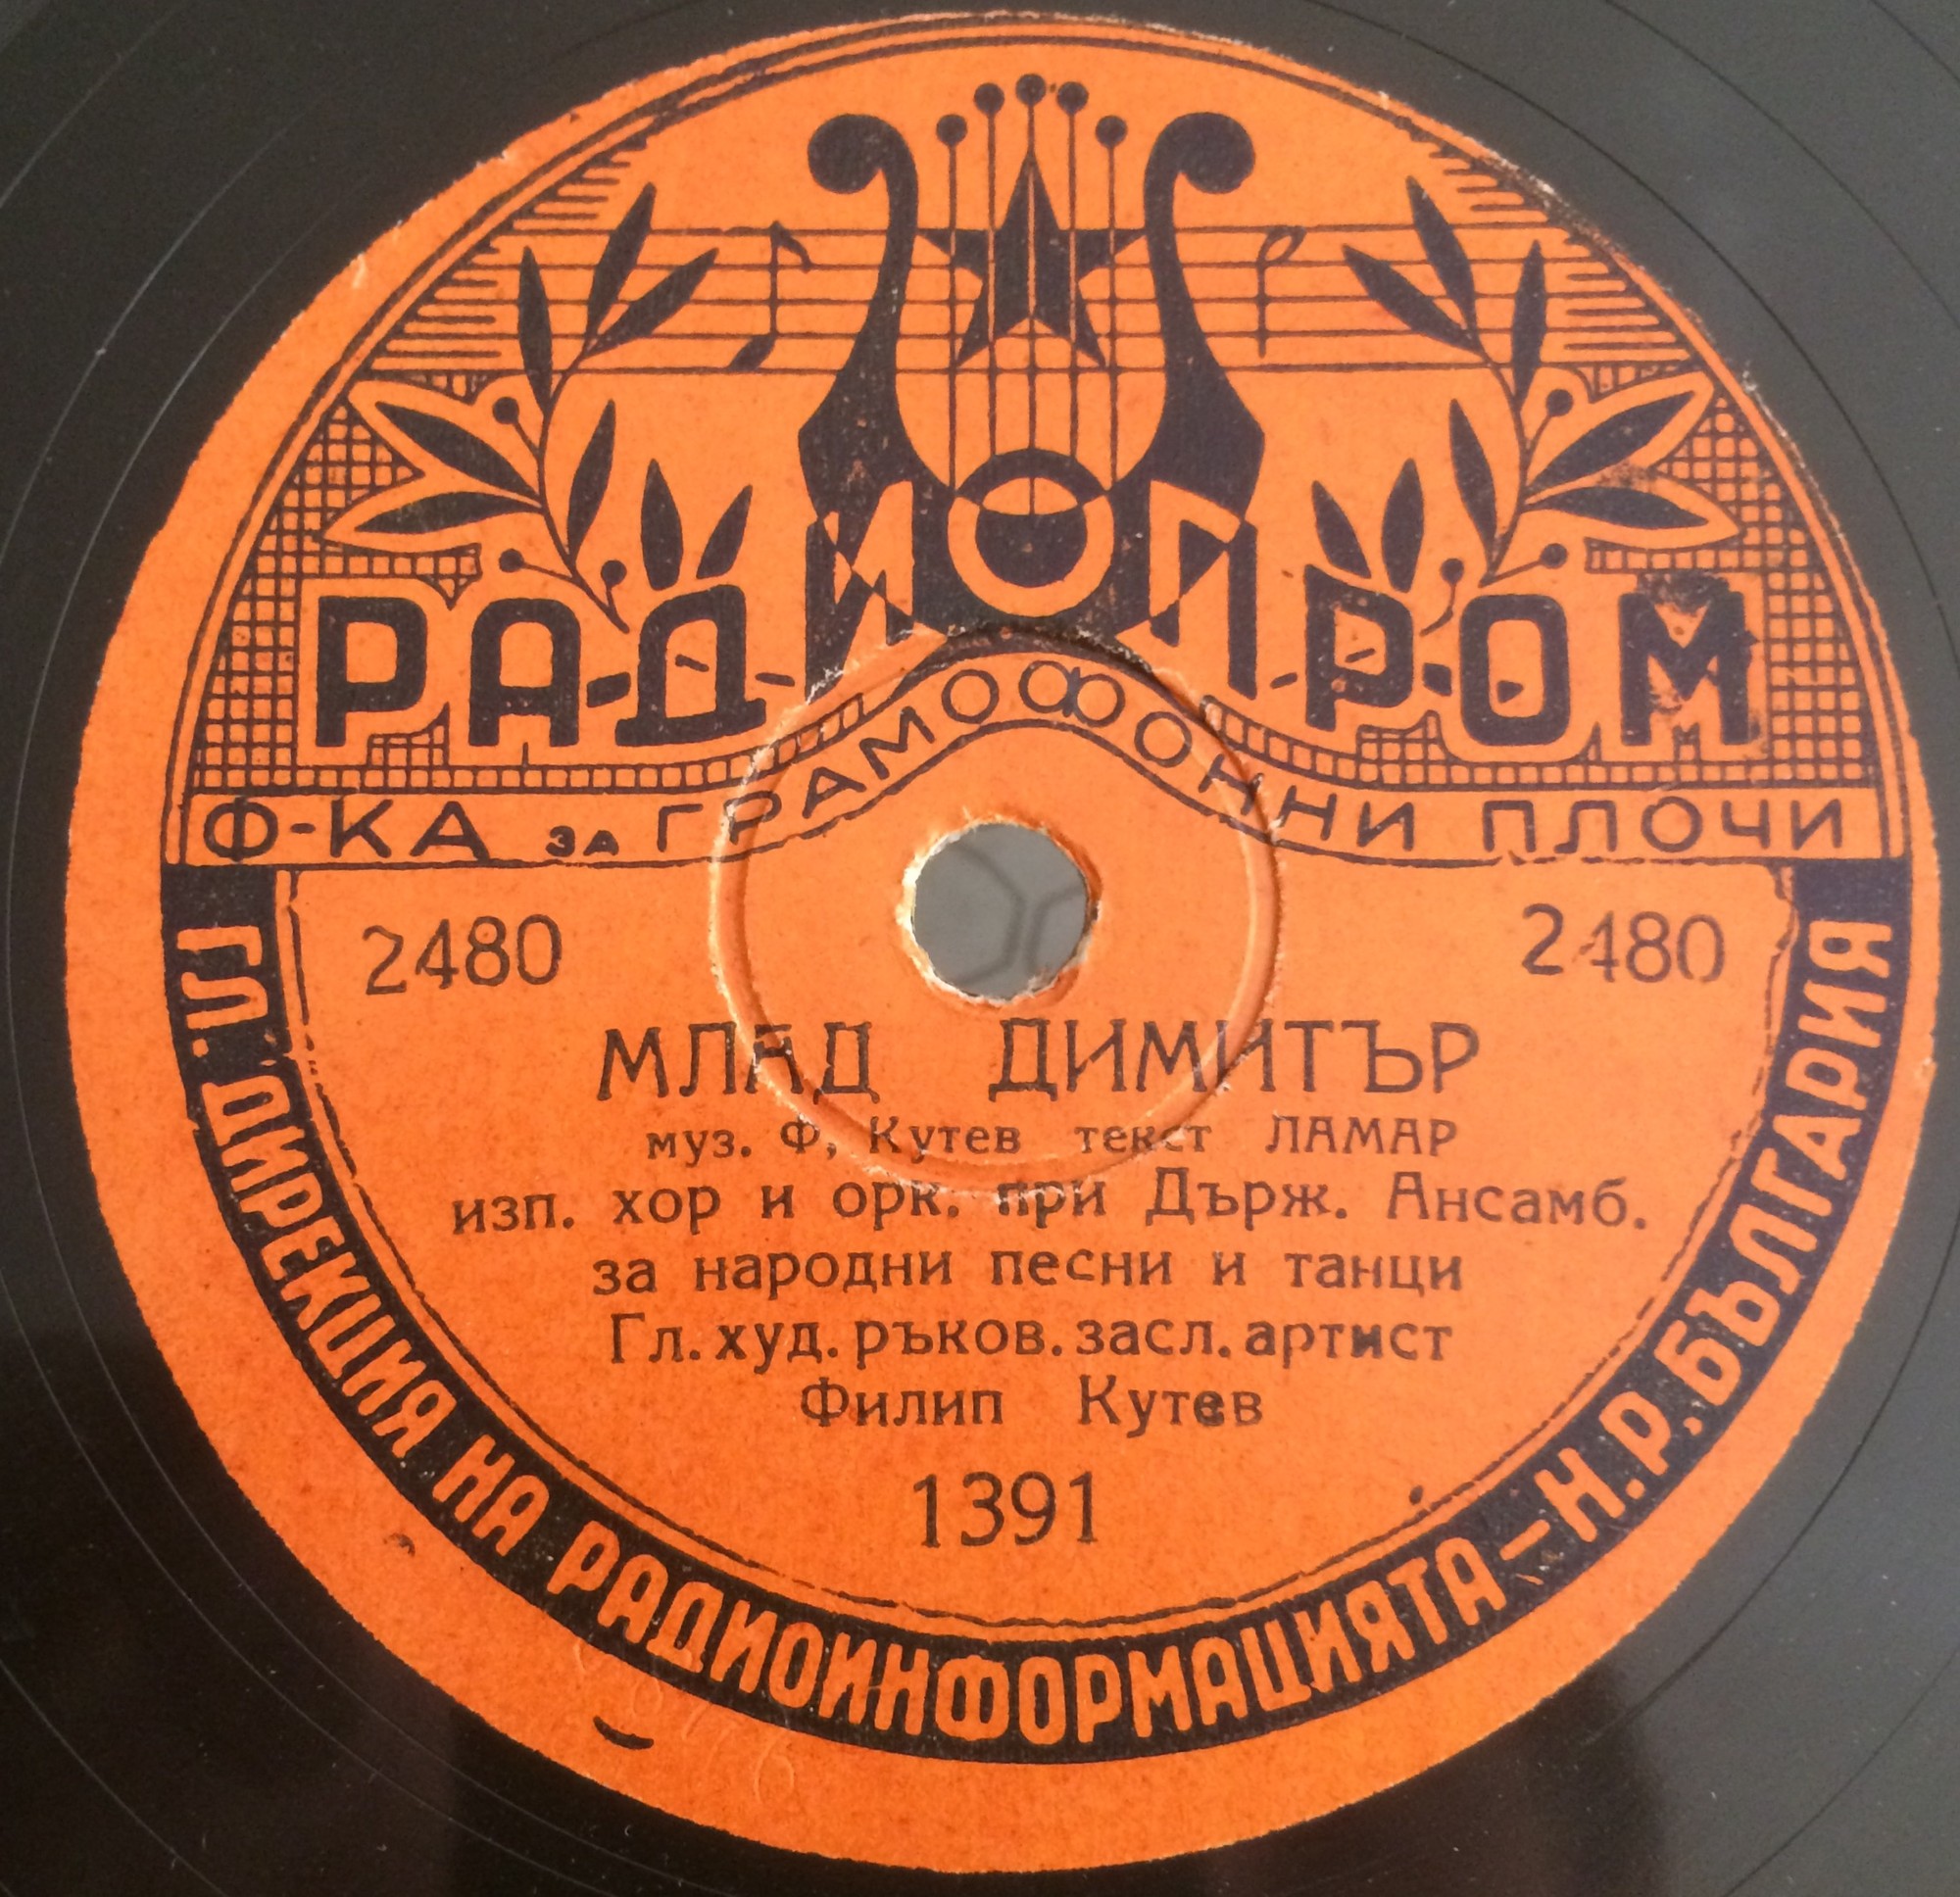 РАДИОПРОМ
Ф-КА ЗА ГРАМОФОННИ ПЛОЧИ
2480 2480
МЛАД ДИМИТЪР
муз. Ф, Кутев текст ЛАМАР
изп. хор и орк. при Държ. Ансамб.
за народни песни и танци
Гл. худ. ръков. засл. артист
Филип Кутев
1391
ГЛ. ДИРЕКЦИЯ НА РАДИОИНФОРМАЦИЯТА – Н.Р. БЪЛГАРИЯ